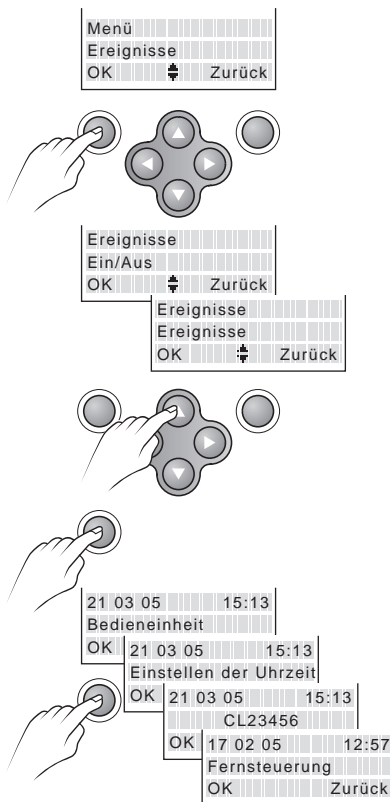 Menü
Ereignisse
OK Zurück
Ereignisse
Ein/Aus
OK Zurück
Ereignisse
Ereignisse
OK Zurück
21 03 05 15:13
Bedieneinheit
OK
21 03 05 15:13
Einstellen der Uhrzeit
OK
21 03 05 15:13
CL23456
OK
17 02 05 12:57
Fernsteuerung
OK Zurück